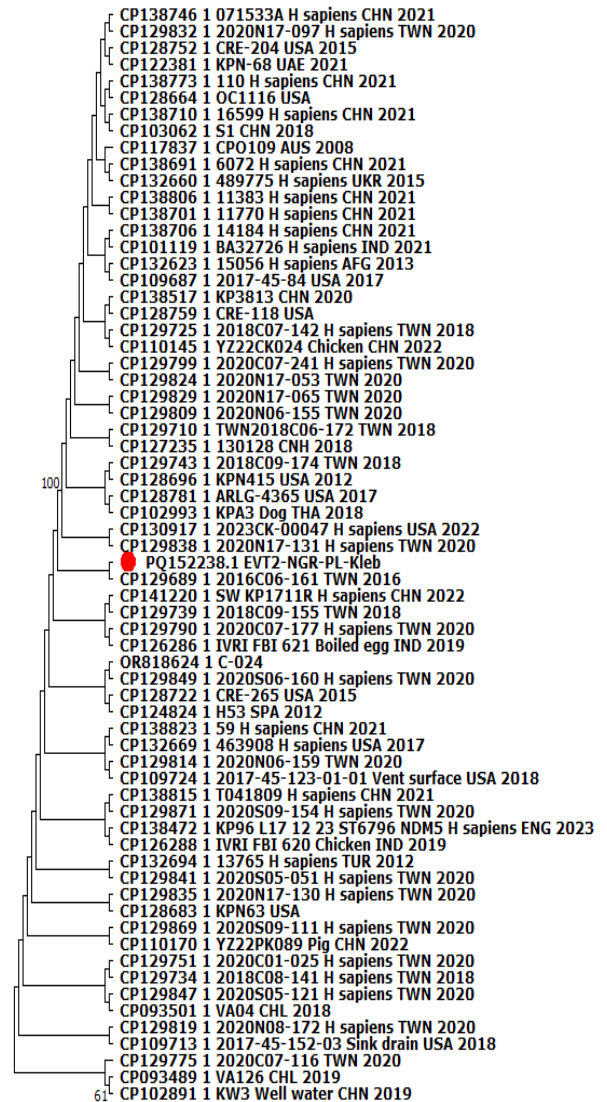 CP138746 1 071533A H sapiens CHN 2021
CP129832 1 2020N17-097 H sapiens TWN 2020
CP128752 1 CRE-204 USA 2015
CP122381 1 KPN-68 UAE 2021
CP138773 1 110 H sapiens CHN 2021
CP128664 1 OC1116 USA
CP138710 1 16599 H sapiens CHN 2021
CP103062 1 S1 CHN 2018
CP117837 1 CPO109 AUS 2008
CP138691 1 6072 H sapiens CHN 2021
CP132660 1 489775 H sapiens UKR 2015
CP138806 1 11383 H sapiens CHN 2021
CP138701 1 11770 H sapiens CHN 2021
CP138706 1 14184 H sapiens CHN 2021
CP101119 1 BA32726 H sapiens IND 2021
CP132623 1 15056 H sapiens AFG 2013
CP109687 1 2017-45-84 USA 2017
CP138517 1 KP3813 CHN 2020
CP128759 1 CRE-118 USA
CP129725 1 2018C07-142 H sapiens TWN 2018
CP110145 1 YZ22CK024 Chicken CHN 2022
CP129799 1 2020C07-241 H sapiens TWN 2020
CP129824 1 2020N17-053 TWN 2020
CP129829 1 2020N17-065 TWN 2020
CP129809 1 2020N06-155 TWN 2020
CP129710 1 TWN2018C06-172 TWN 2018
CP127235 1 130128 CNH 2018
CP129743 1 2018C09-174 TWN 2018
CP128696 1 KPN415 USA 2012
100
CP128781 1 ARLG-4365 USA 2017
CP102993 1 KPA3 Dog THA 2018
CP130917 1 2023CK-00047 H sapiens USA 2022
CP129838 1 2020N17-131 H sapiens TWN 2020
PQ152238.1 EVT2-NGR-PL-Kleb
CP129689 1 2016C06-161 TWN 2016
CP141220 1 SW KP1711R H sapiens CHN 2022
CP129739 1 2018C09-155 TWN 2018
CP129790 1 2020C07-177 H sapiens TWN 2020
CP126286 1 IVRI FBI 621 Boiled egg IND 2019
OR818624 1 C-024
CP129849 1 2020S06-160 H sapiens TWN 2020
CP128722 1 CRE-265 USA 2015
CP124824 1 H53 SPA 2012
CP138823 1 59 H sapiens CHN 2021
CP132669 1 463908 H sapiens USA 2017
CP129814 1 2020N06-159 TWN 2020
CP109724 1 2017-45-123-01-01 Vent surface USA 2018
CP138815 1 T041809 H sapiens CHN 2021
CP129871 1 2020S09-154 H sapiens TWN 2020
CP138472 1 KP96 L17 12 23 ST6796 NDM5 H sapiens ENG 2023
CP126288 1 IVRI FBI 620 Chicken IND 2019
CP132694 1 13765 H sapiens TUR 2012
CP129841 1 2020S05-051 H sapiens TWN 2020
CP129835 1 2020N17-130 H sapiens TWN 2020
CP128683 1 KPN63 USA
CP129869 1 2020S09-111 H sapiens TWN 2020
CP110170 1 YZ22PK089 Pig CHN 2022
CP129751 1 2020C01-025 H sapiens TWN 2020
CP129734 1 2018C08-141 H sapiens TWN 2018
CP129847 1 2020S05-121 H sapiens TWN 2020
CP093501 1 VA04 CHL 2018
CP129819 1 2020N08-172 H sapiens TWN 2020
CP109713 1 2017-45-152-03 Sink drain USA 2018
CP129775 1 2020C07-116 TWN 2020
CP093489 1 VA126 CHL 2019
61 CP102891 1 KW3 Well water CHN 2019